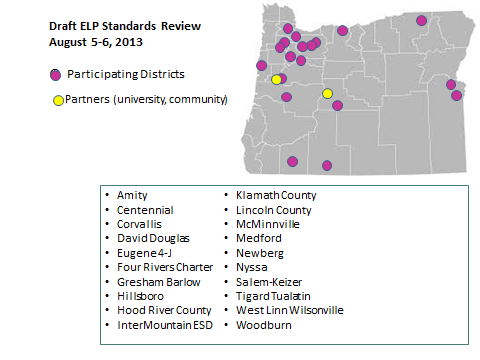 Draft ELP Standards Review
August 5-6, 2013
Participating Districts
Partners (university, community)
• Amity
• Centennial
• Corvallis
• David Douglas
• Eugene 4-J
• Four Rivers Charter
• Gresham Barlow
• Hillsboro
• Hood River County
• InterMountain ESD
• Klamath County
• Lincoln County
• McMinnville
• Medford
• Newberg
• Nyssa
• Salem-Keizer
• Tigard Tualatin
• West Linn Wilsonville
• Woodburn